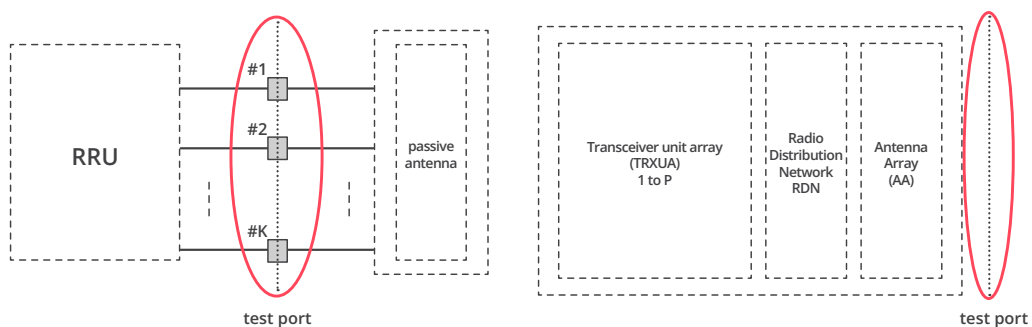 RRU
#1
#2
#K
passive
antenna
test port
Transceiver unit array
(TRXUA)
1 to P
Radio
Distribution
Network
RDN
Antenna
Array
(AA)
test port